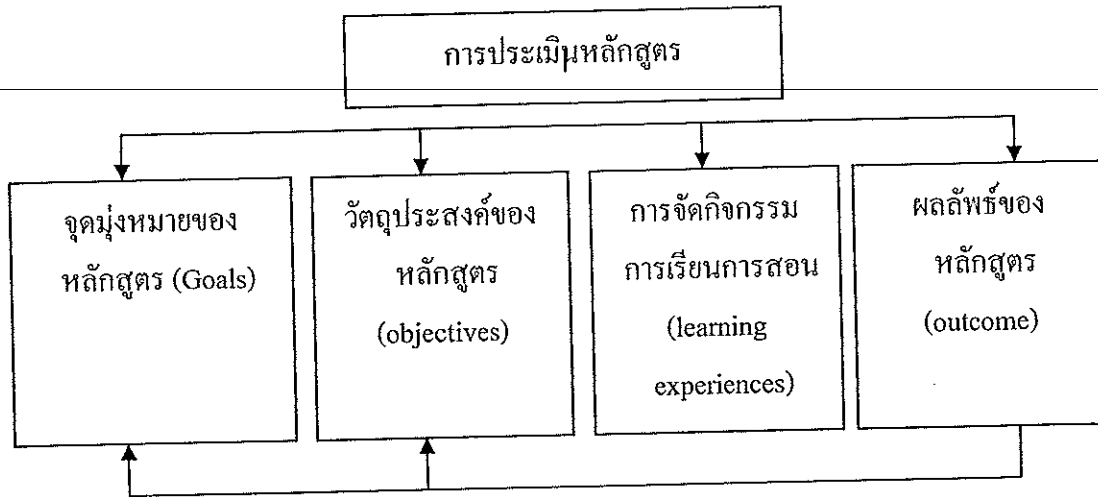 การประเมินหลักสูตร
จุดมุ่งหมายของ
หลักสูตร (Goals)
วัตถุประสงค์ของ
หลักสูตร
(objectives)
การจัดกิจกรรม
การเรียนการสอน
(learning
experiences)
ผลลัพธ์ของ
หลักสูตร
(outcome)